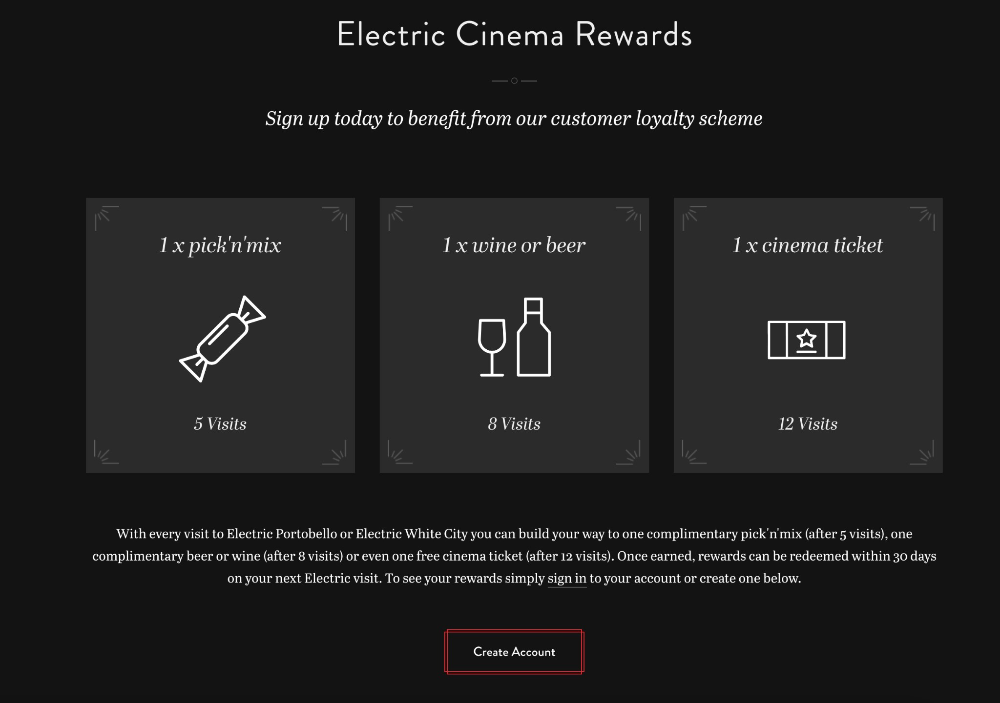 Electric Cinema Rewards
Sign up today to benefit from our customer loyalty scheme
1 x pick'n'mix
5 Visits
1 x wine or beer
8 Visits
1 x cinema ticket
12 Visits
With every visit to Electric Portobello or Electric White City you can build your way to one complimentary pick'n'mix (after 5 visits), one
complimentary beer or wine (after 8 visits) or even one free cinema ticket (after 12 visits). Once earned, rewards can be redeemed within 30 days
on your next Electric visit. To see your rewards simply sign in to your account or create one below.
Create Account